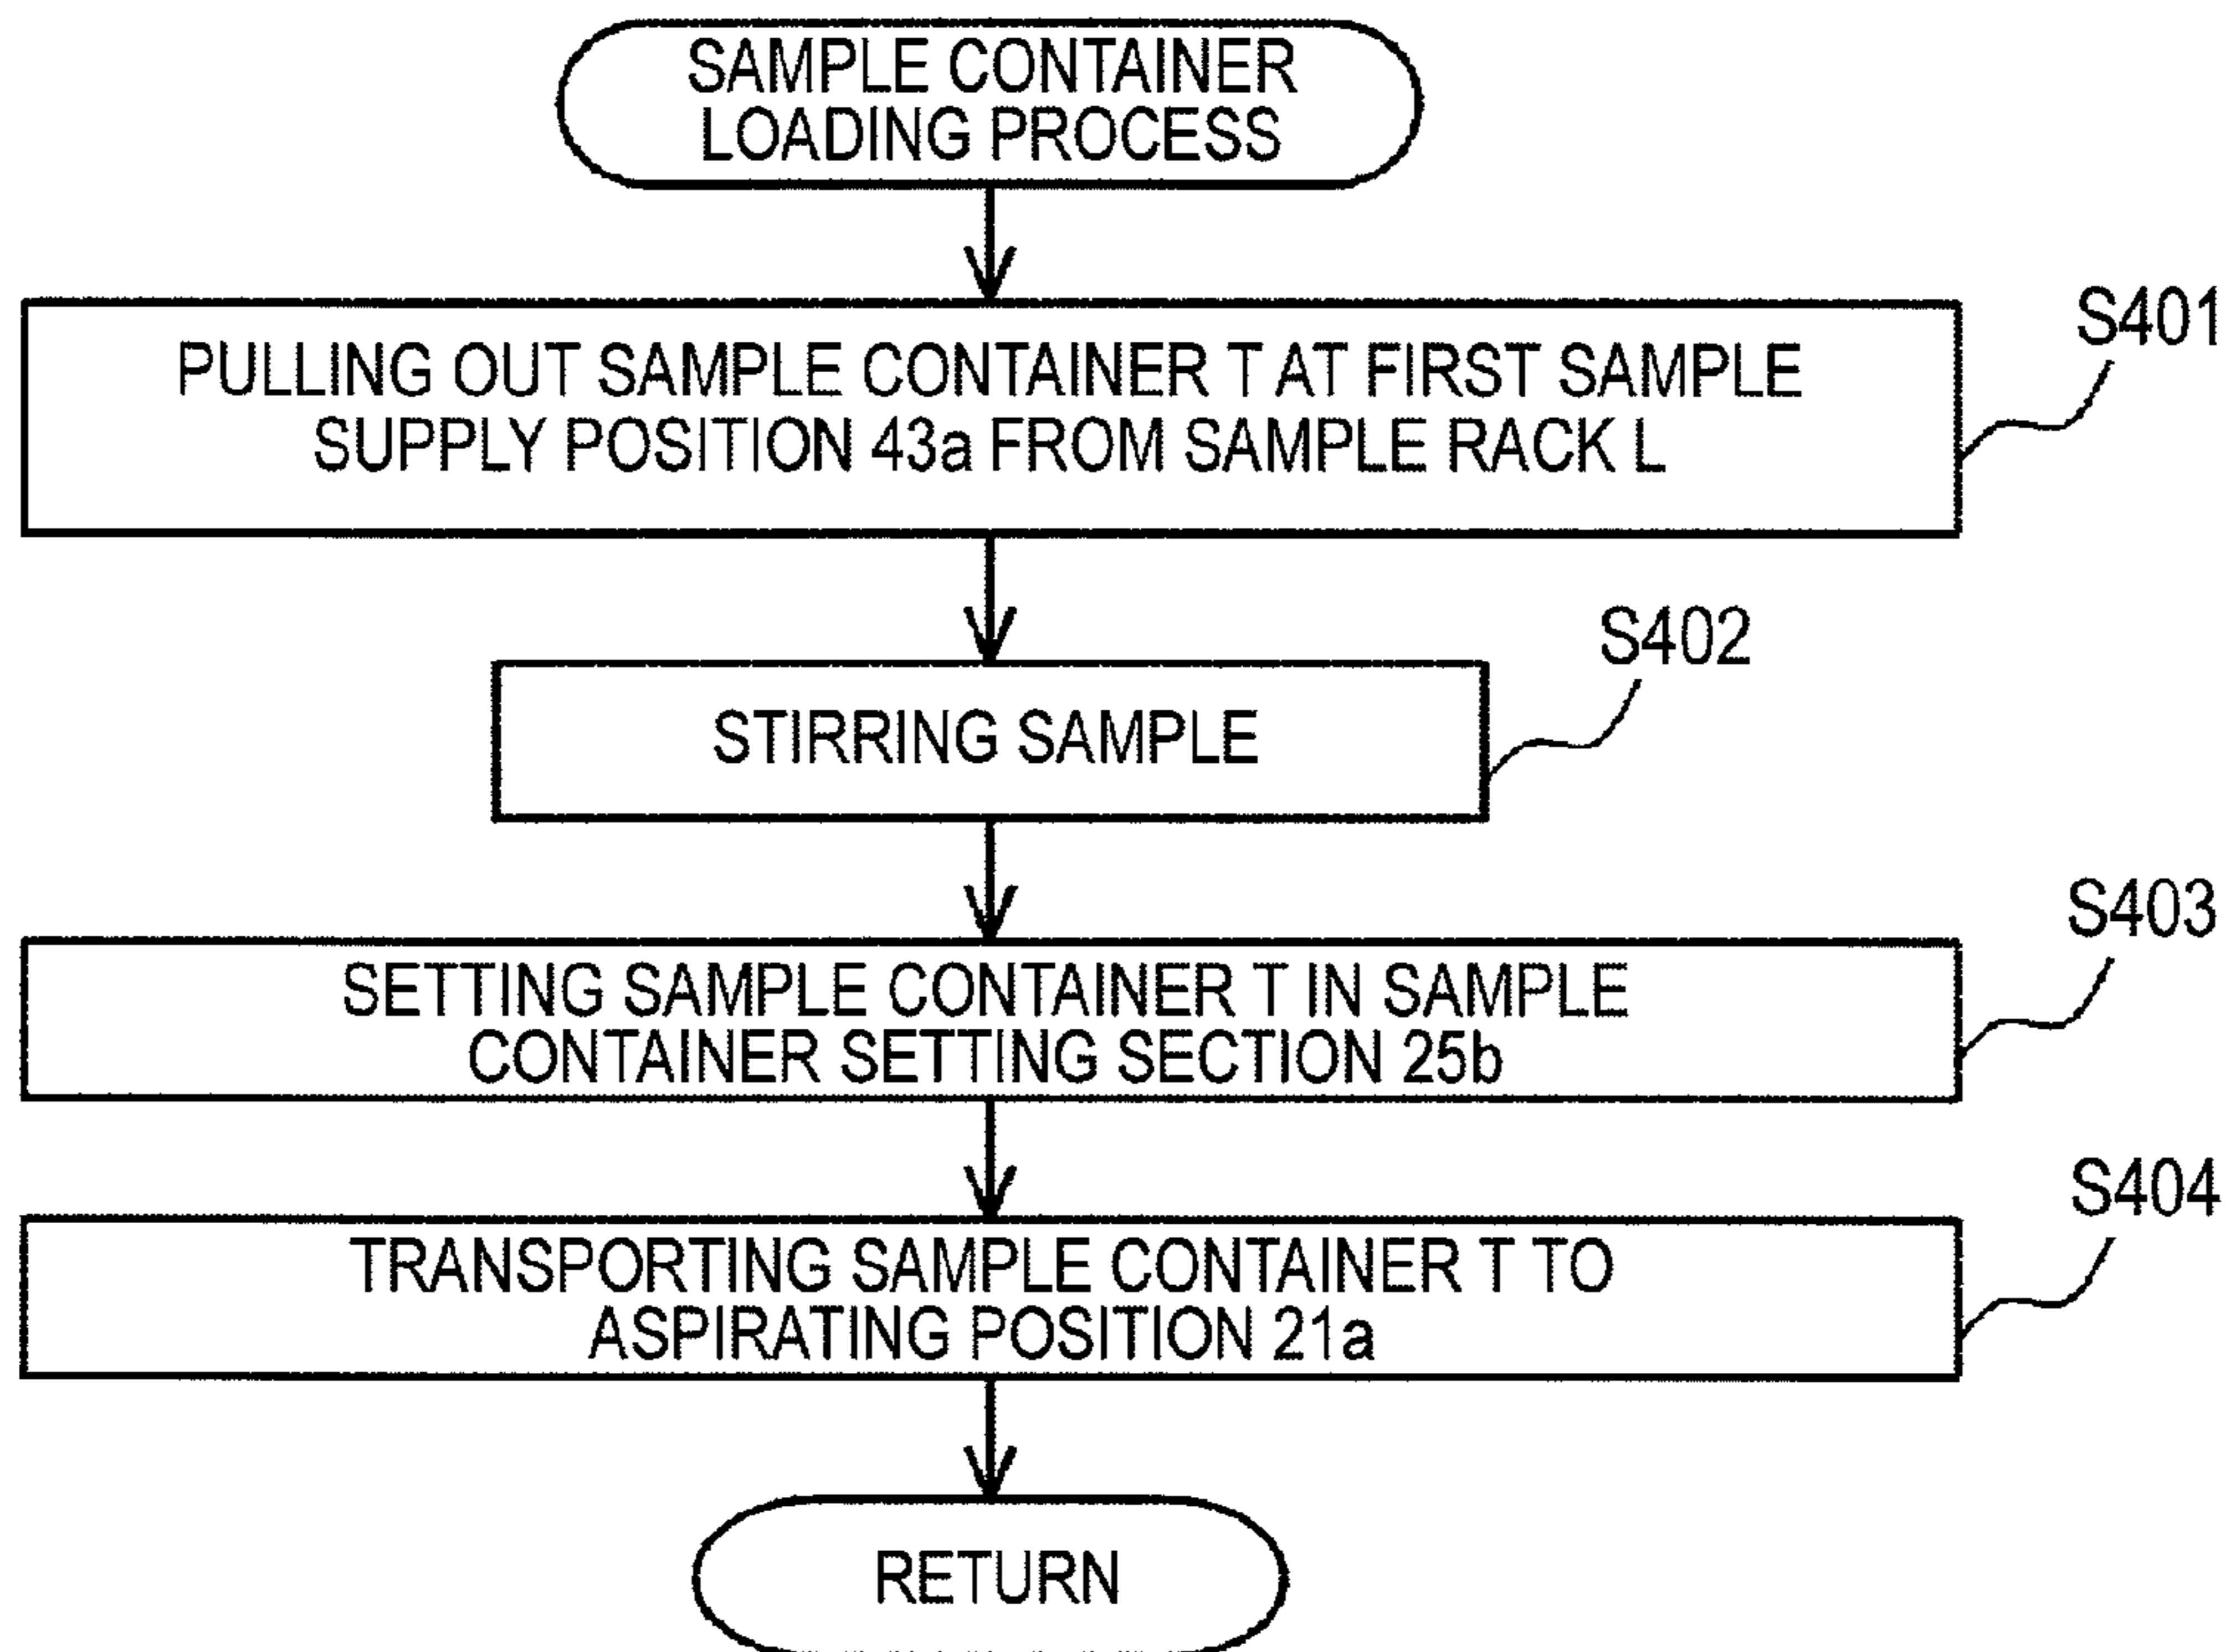 SAMPLE CONTAINER
LOADING PROCESS
S401
PULLING OUT SAMPLE CONTAINER T AT FIRST SAMPLE
SUPPLY POSITION 43a FROM SAMPLE RACK L
S402
STIRRING SAMPLE
S403
SETTING SAMPLE CONTAINER T IN SAMPLE
CONTAINER SETTING SECTION 25b
S404
TRANSPORTING SAMPLE CONTAINER T TO
ASPIRATING POSITION 21a
RETURN